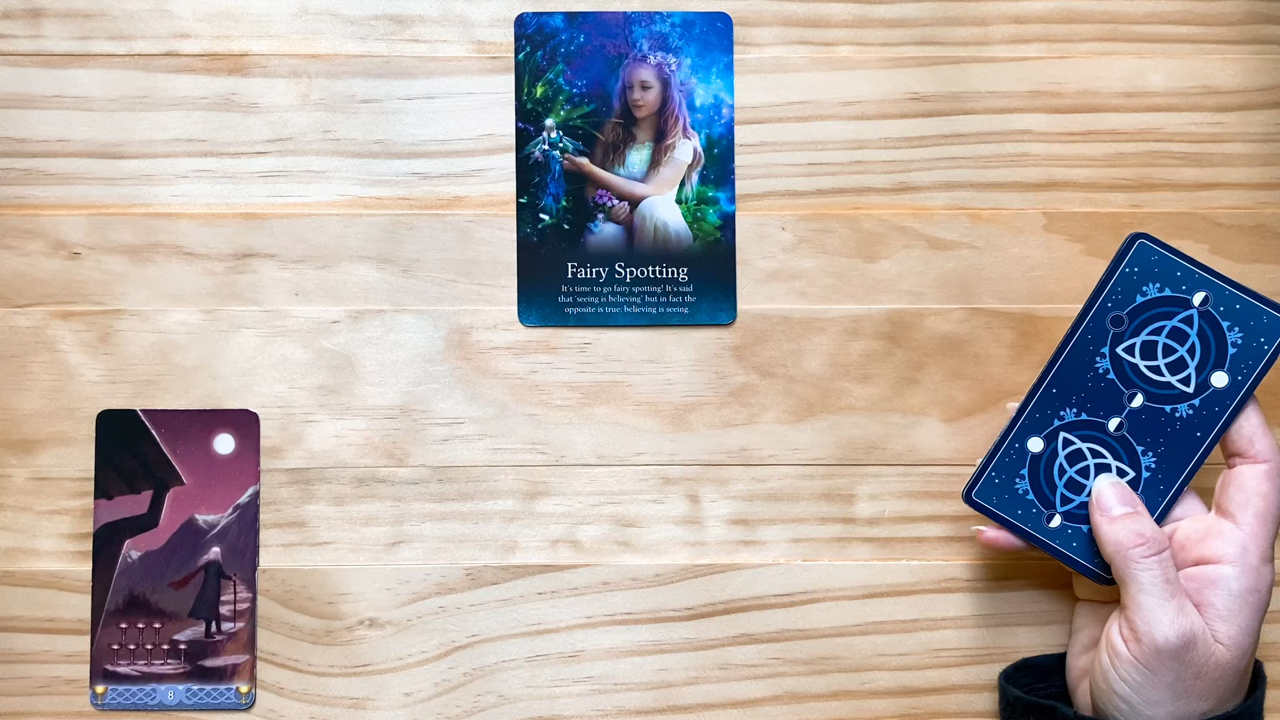 Fairy Spotting
It's time to go fairy spotting! It's said
that 'seeing is believing' but in fact the
opposite is true: believing is seeing.
8